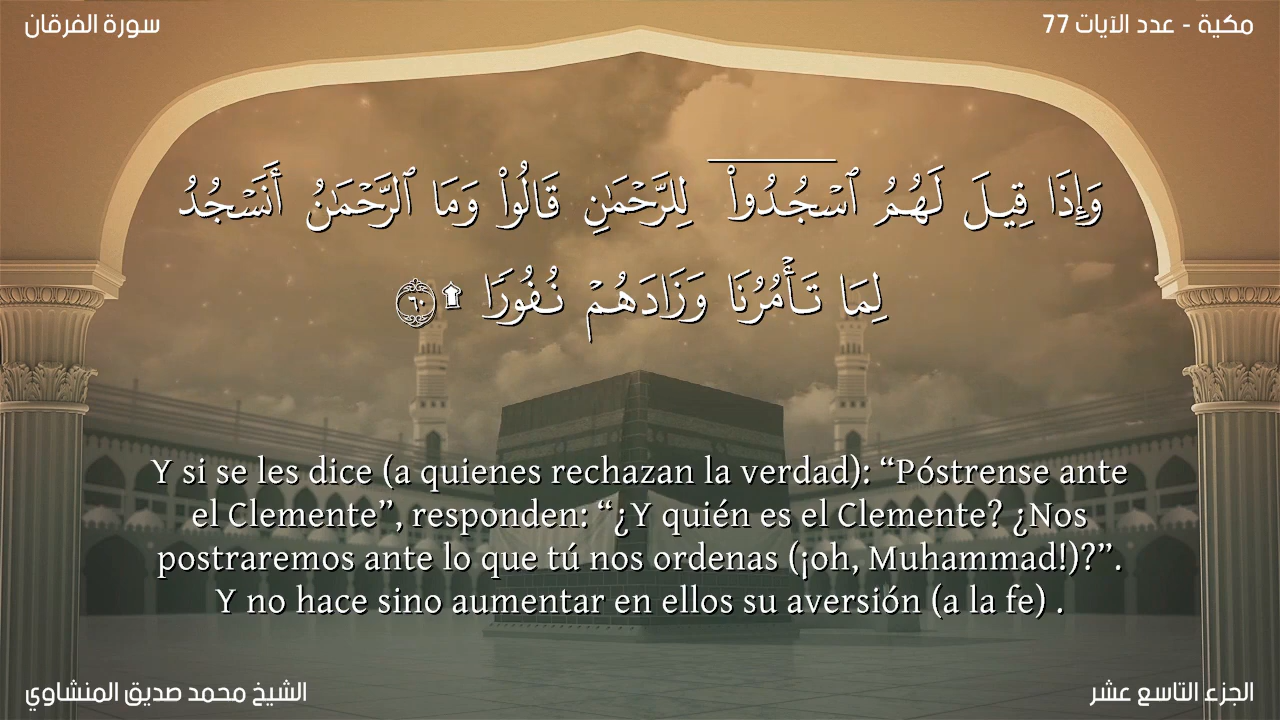 مكية - عدد الآيات 77
سورة الفرقان
وَإِذَا قِيلَ لَهُمُ ٱسْجُدُوا۟ لِلرَّحْمَـٰنِ قَالُوا۟ وَمَا ٱلرَّحْمَـٰنُ أَنَسْجُدُ
لِمَا تَأْمُرُنَا وَزَادَهُمْ نُفُورًا ۩ ٦٠
Y si se les dice (a quienes rechazan la verdad): “Póstrense ante
el Clemente”, responden: “¿Y quién es el Clemente? ¿Nos
postraremos ante lo que tú nos ordenas (¡oh, Muhammad!)?”.
Y no hace sino aumentar en ellos su aversión (a la fe) .
الجزء التاسع عشر
الشيخ محمد صديق المنشاوي